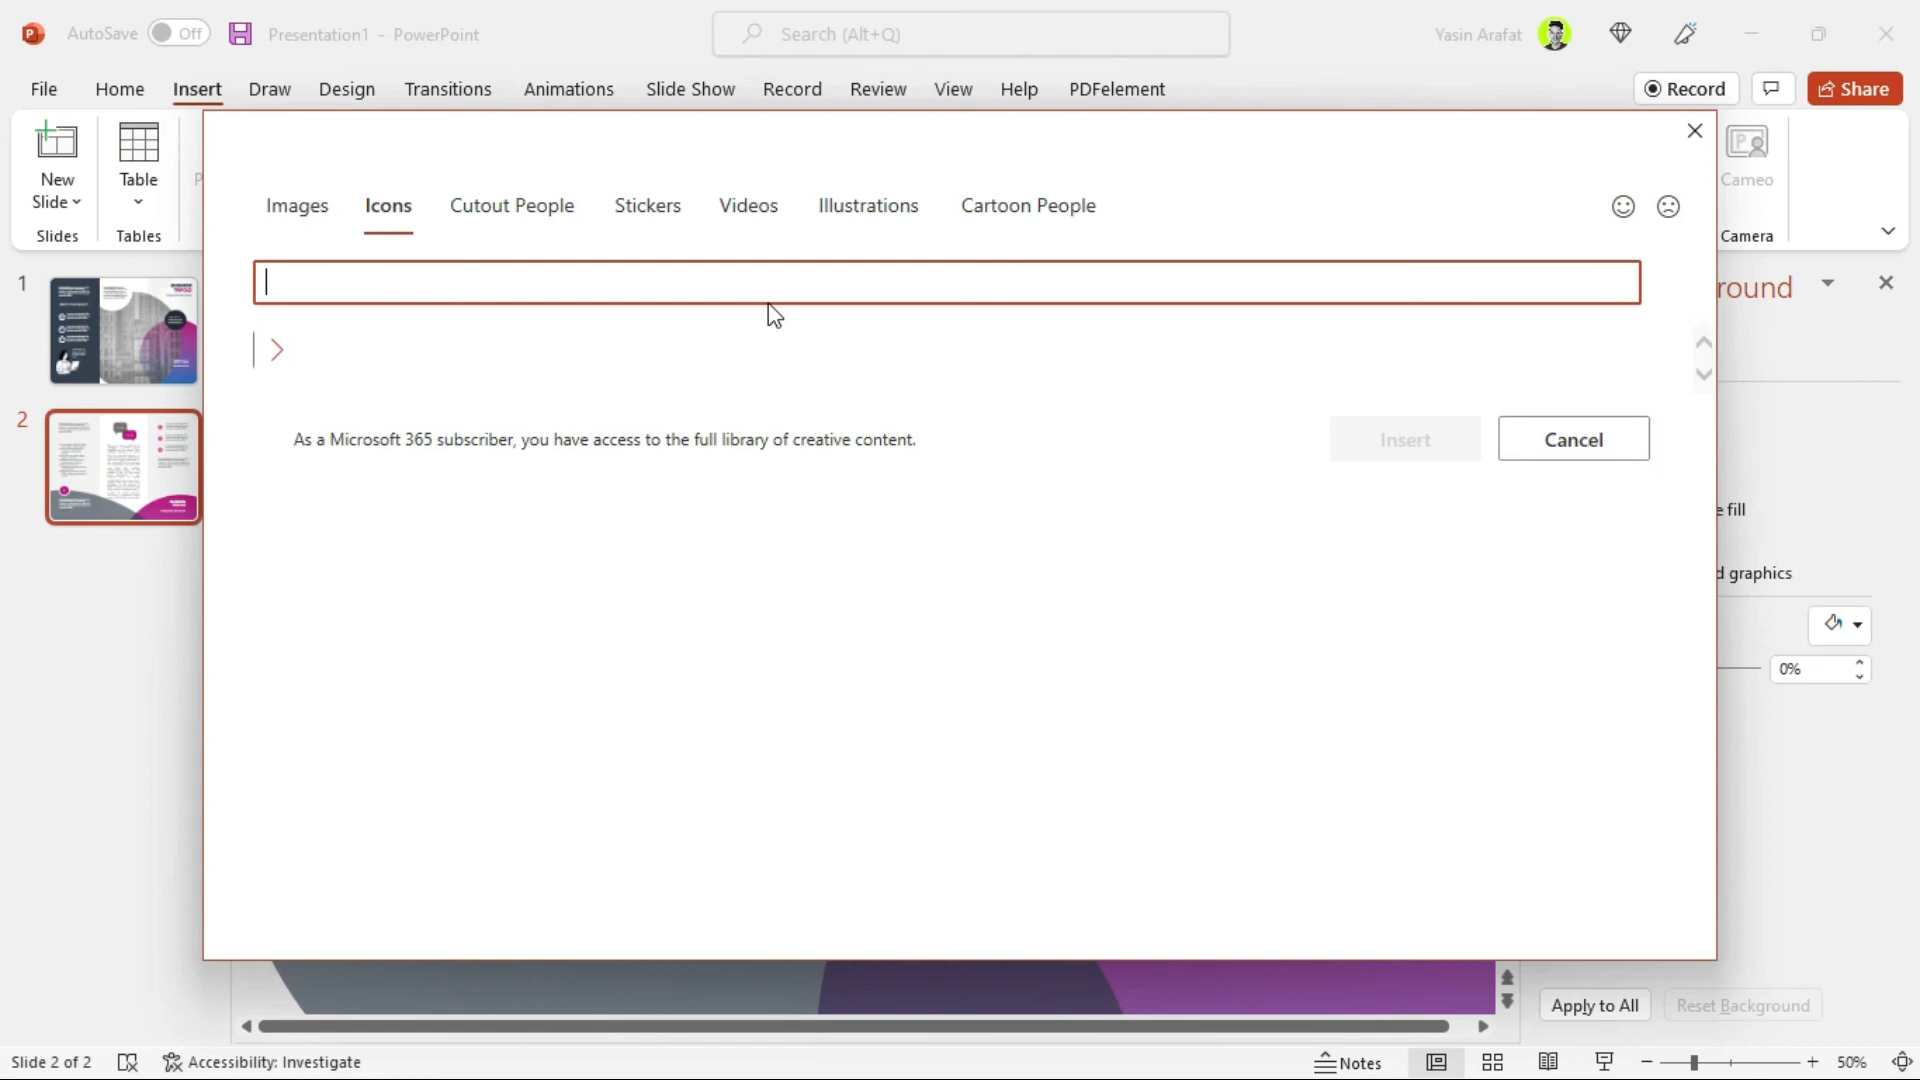 AutoSave Off Presentation1 - PowerPoint Search (Alt+Q) Yasin Arafat
File Home Insert Draw Design Transitions Animations Slide Show Record Review View Help PDFelement Record Share
New Slide
Slides
Table
Tables
Cameo
Camera
Images Icons Cutout People Stickers Videos Illustrations Cartoon People
As a Microsoft 365 subscriber, you have access to the full library of creative content. Insert Cancel
1
2
round
e fill
d graphics
0%
Apply to All Reset Background
Slide 2 of 2 Accessibility: Investigate Notes 50%